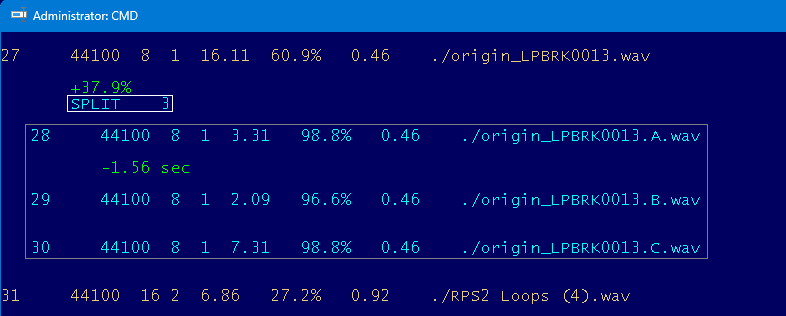 Administrator: CMD
27 44100 8 1 16.11 60.9% 0.46 ./origin_LPBRK0013.wav
+37.9%
SPLIT 3
28 44100 8 1 3.31 98.8% 0.46 ./origin_LPBRK0013.A.wav
-1.56 sec
29 44100 8 1 2.09 96.6% 0.46 ./origin_LPBRK0013.B.wav
30 44100 8 1 7.31 98.8% 0.46 ./origin_LPBRK0013.C.wav
31 44100 16 2 6.86 27.2% 0.92 ./RPS2 Loops (4).wav